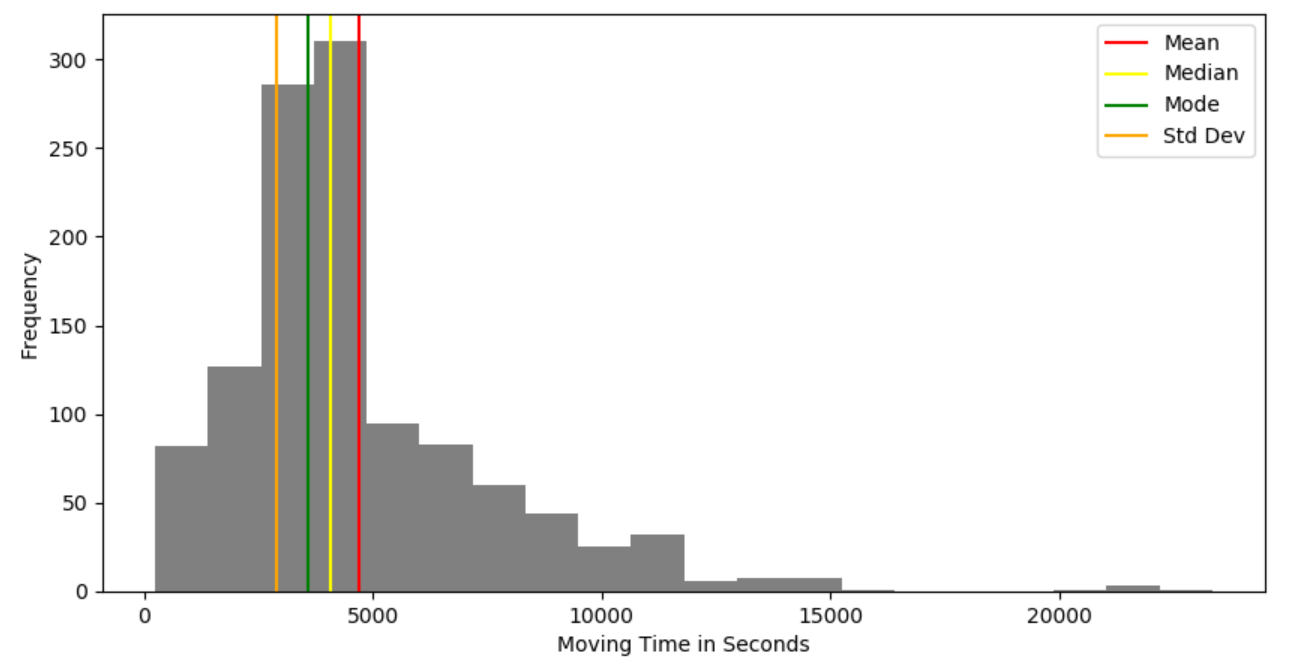 300
250
200
150
100
50
0
Frequency
0 5000 10000 15000 20000
Moving Time in Seconds
Mean
Median
Mode
Std Dev